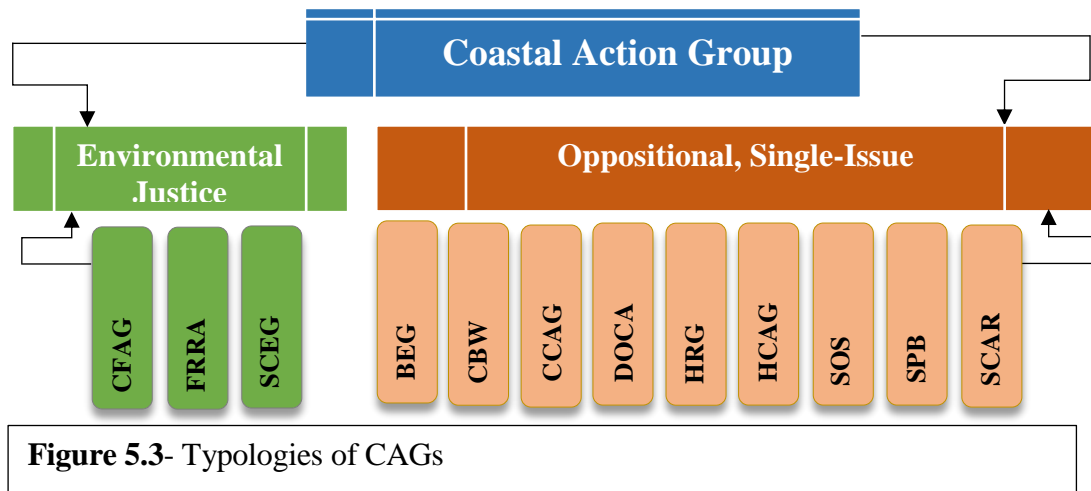 Coastal Action Group
Environmental
Justice
Oppositional, Single-Issue
CFAG
FRRA
SCEG
BEG
CBW
CCAG
DOCA
HRG
HCAG
SOS
SPB
SCAR
Figure 5.3- Typologies of CAGs